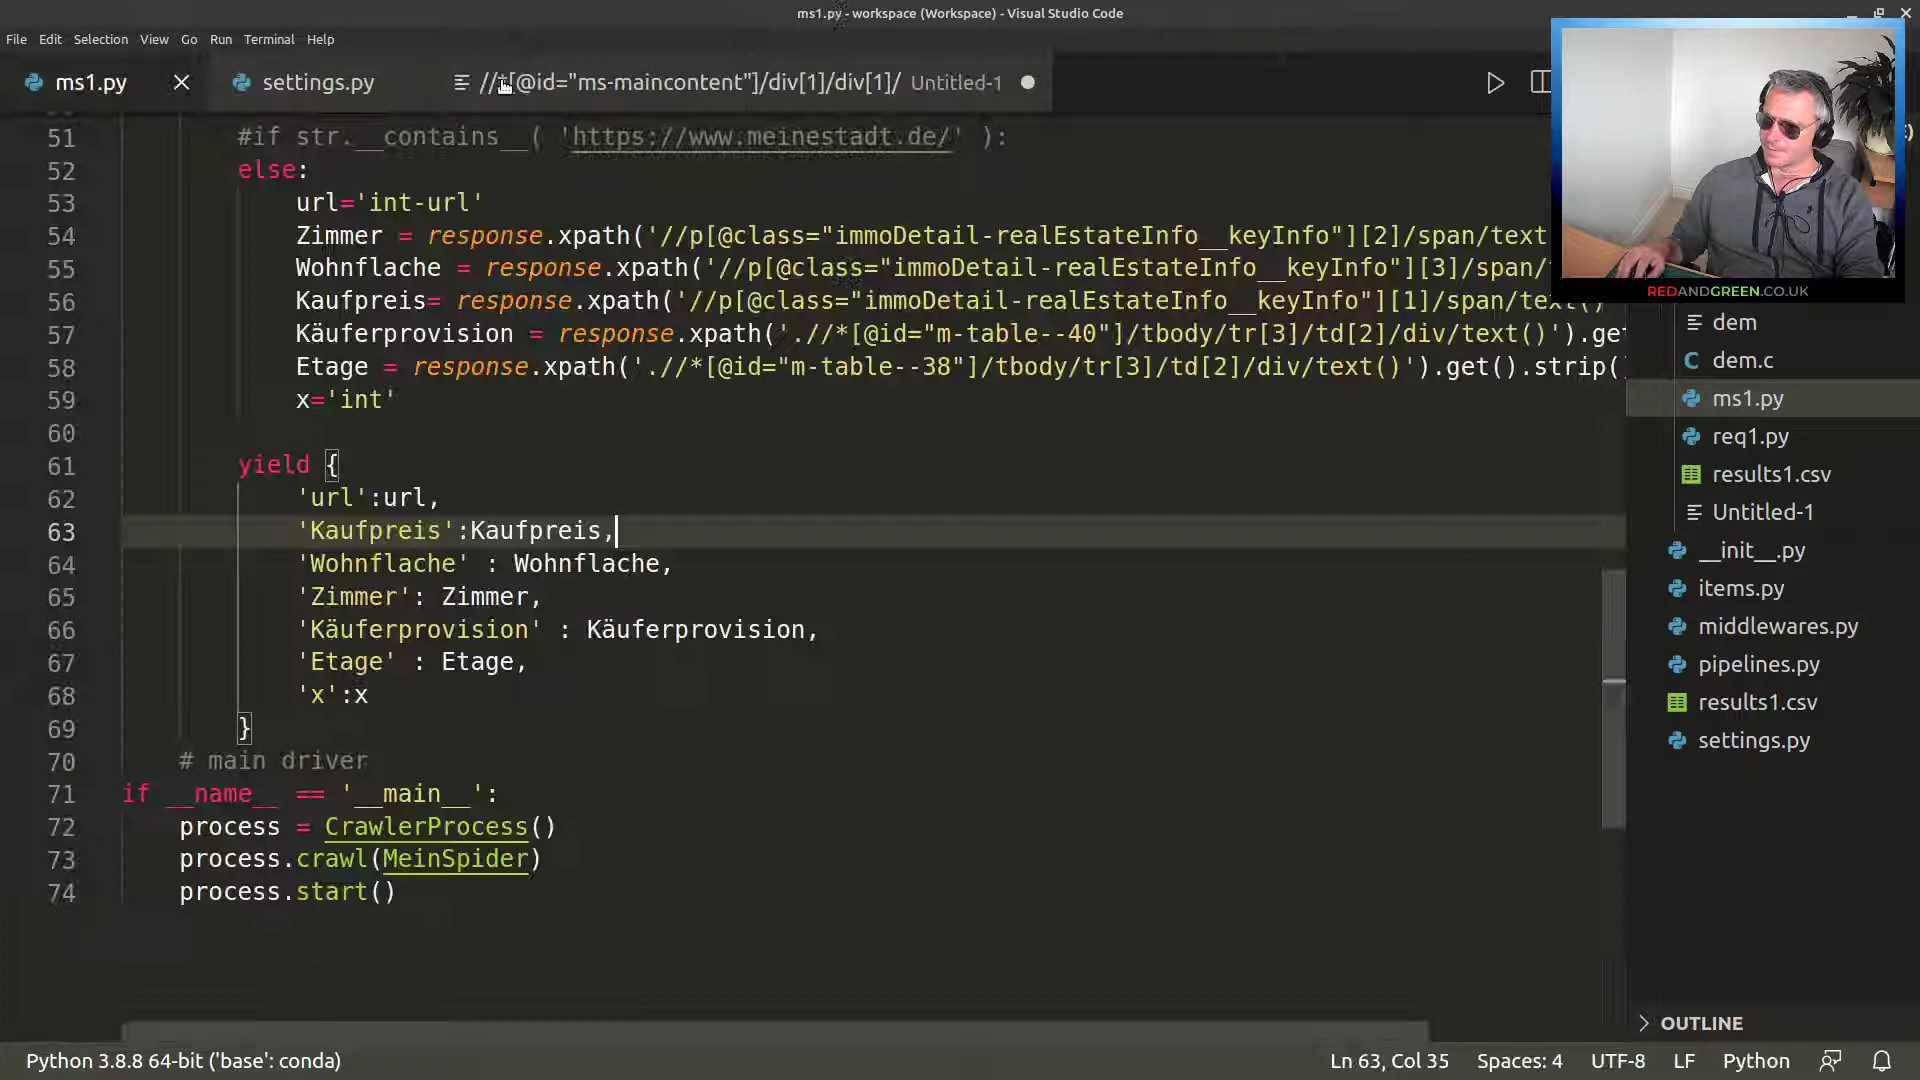 ms1.py - workspace (Workspace) - Visual Studio Code
File Edit Selection View Go Run Terminal Help
ms1.py settings.py //*[@id="ms-maincontent"]/div[1]/div[1]/ Untitled-1
51 #if str.__contains__( 'https://www.meinestadt.de/' ):
52 else:
53 url='int-url'
54 Zimmer = response.xpath('//p[@class="immoDetail-realEstateInfo__keyInfo"][2]/span/text
55 Wohnflache = response.xpath('//p[@class="immoDetail-realEstateInfo__keyInfo"][3]/span/
56 Kaufpreis= response.xpath('//p[@class="immoDetail-realEstateInfo__keyInfo"][1]/span/text()
57 Käuferprovision = response.xpath('.//*[@id="m-table--40"]/tbody/tr[3]/td[2]/div/text()').get
58 Etage = response.xpath('.//*[@id="m-table--38"]/tbody/tr[3]/td[2]/div/text()').get().strip()
59 x='int'
60
61 yield {
62 'url':url,
63 'Kaufpreis':Kaufpreis,
64 'Wohnflache' : Wohnflache,
65 'Zimmer': Zimmer,
66 'Käuferprovision' : Käuferprovision,
67 'Etage' : Etage,
68 'x':x
69 }
70 # main driver
71 if __name__ == '__main__':
72 process = CrawlerProcess()
73 process.crawl(MeinSpider)
74 process.start()
REDANDGREEN.CO.UK
dem
dem.c
ms1.py
req1.py
results1.csv
Untitled-1
__init__.py
items.py
middlewares.py
pipelines.py
results1.csv
settings.py
OUTLINE
Python 3.8.8 64-bit ('base': conda) Ln 63, Col 35 Spaces: 4 UTF-8 LF Python